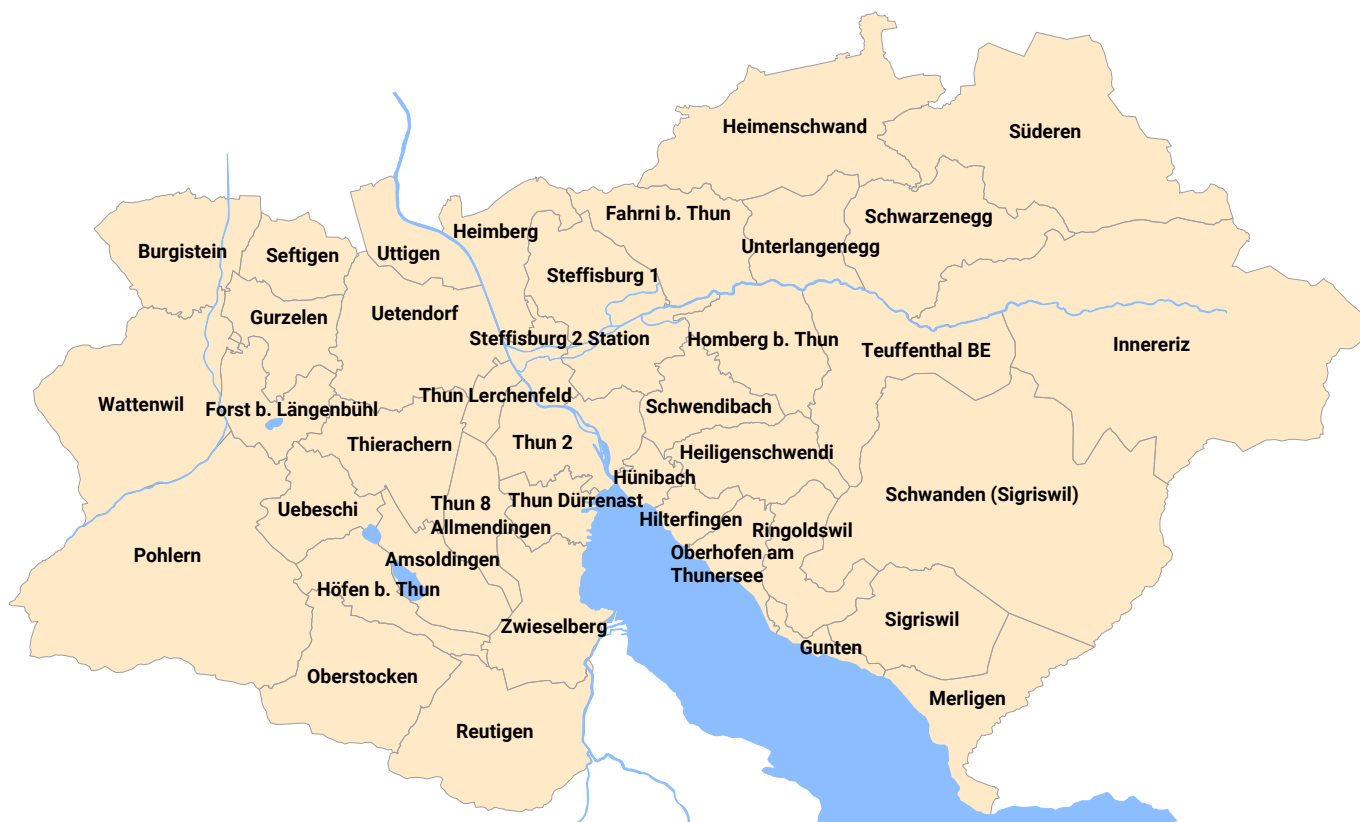 Heimenschwand
Süderen
Fahrni b. Thun
Schwarzenegg
Heimberg
Unterlangenegg
Burgistein
Seftigen
Uttigen
Steffisburg 1
Gurzelen
Uetendorf
Steffisburg 2 Station
Homberg b. Thun
Teuffenthal BE
Innereriz
Wattenwil
Forst b. Längenbühl
Thun Lerchenfeld
Schwendibach
Thierachern
Thun 2
Heiligenschwendi
Hünibach
Schwanden (Sigriswil)
Uebeschi
Thun 8
Allmendingen
Thun Dürrenast
Hilterfingen
Ringoldswil
Pohlern
Amsoldingen
Oberhofen am
Thunersee
Höfen b. Thun
Zwieselberg
Sigriswil
Gunten
Oberstocken
Merligen
Reutigen